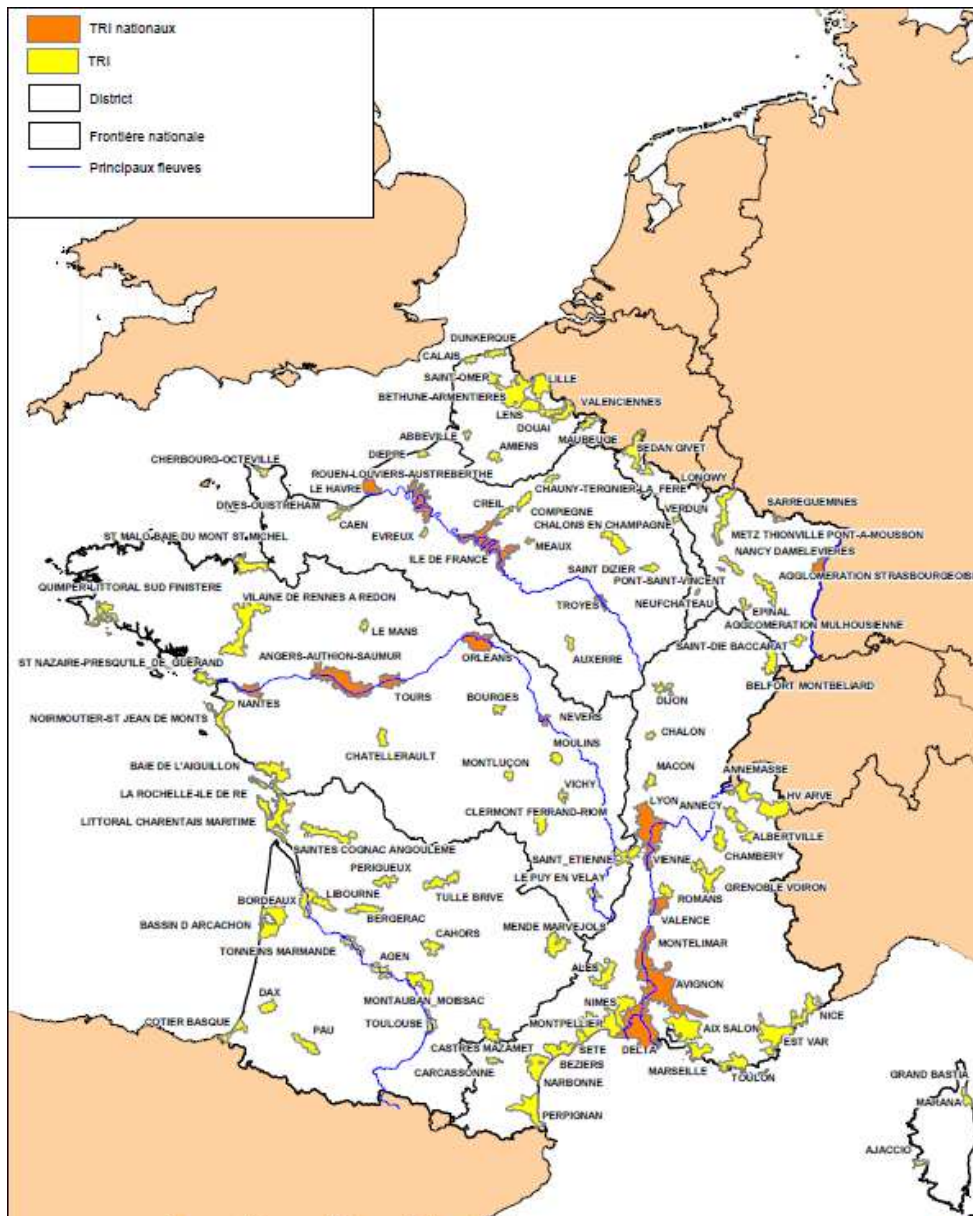 TRI nationaux
TRI
District
Frontière nationale
Principaux fleuves
DUNKERQUE
CALAIS
SAINT-OMER
LILLE
BETHUNE-ARMENTIERES
VALENCIENNES
LENS
DOUAI
ABBEVILLE
MAUBEUGE
AMIENS
SEDAN GIVET
DIEPPE
CHERBOURG-OCTEVILLE
ROUEN-LOUVIERS-AUSTREBERTHE
LE HAVRE
CHAUNY-TERGNIER-LA_FERE
LONGWY
CREIL
COMPIEGNE
VERDUN
SARREGUEMINES
DIVES-OUISTREHAM
CAEN
CHALONS EN CHAMPAGNE
METZ THIONVILLE PONT-A-MOUSSON
EVREUX
MEAUX
ST MALO-BAIE DU MONT ST-MICHEL
ILE DE FRANCE
NANCY DAMELEVIERES
SAINT DIZIER
AGGLOMERATION STRASBOURGEOISE
PONT-SAINT-VINCENT
QUIMPER-LITTORAL SUD FINISTERE
VILAINE DE RENNES A REDON
TROYES
NEUFCHATEAU
EPINAL
LE MANS
AGGLOMERATION MULHOUSIENNE
SAINT-DIE BACCARAT
ANGERS-AUTHION-SAUMUR
ORLEANS
AUXERRE
ST NAZAIRE-PRESQU'ILE_DE_GUERAND
BELFORT MONTBELIARD
NANTES
TOURS
BOURGES
DIJON
NOIRMOUTIER-ST JEAN DE MONTS
NEVERS
CHALON
MOULINS
CHATELLERAULT
BAIE DE L'AIGUILLON
MONTLUÇON
MACON
ANNEMASSE
VICHY
LA ROCHELLE-ILE DE RE
LYON
ANNECY
HV ARVE
CLERMONT FERRAND-RIOM
LITTORAL CHARENTAIS MARITIME
ALBERTVILLE
SAINTES COGNAC ANGOULEME
SAINT_ETIENNE
VIENNE
CHAMBERY
PERIGUEUX
LE PUY EN VELAY
GRENOBLE VOIRON
TULLE BRIVE
LIBOURNE
BORDEAUX
ROMANS
BERGERAC
VALENCE
BASSIN D ARCACHON
MENDE MARVEJOLS
CAHORS
TONNEINS MARMANDE
MONTELIMAR
AGEN
ALES
AVIGNON
DAX
MONTAUBAN_MOISSAC
NIMES
NICE
COTIER BASQUE
TOULOUSE
MONTPELLIER
PAU
AIX SALON
CASTRES MAZAMET
SETE
DELTA
EST VAR
CARCASSONNE
BEZIERS
MARSEILLE
TOULON
NARBONNE
GRAND BASTIA
MARANA
PERPIGNAN
AJACCIO